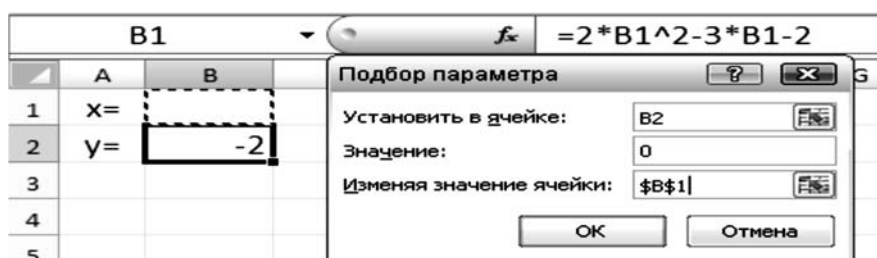 B1 fx =2*B1^2-3*B1-2
A B G
Подбор параметра ?
1 x=
Установить в ячейке: B2
2 y= -2
Значение: 0
3
Изменяя значение ячейки: $B$1
4
OK Отмена
5